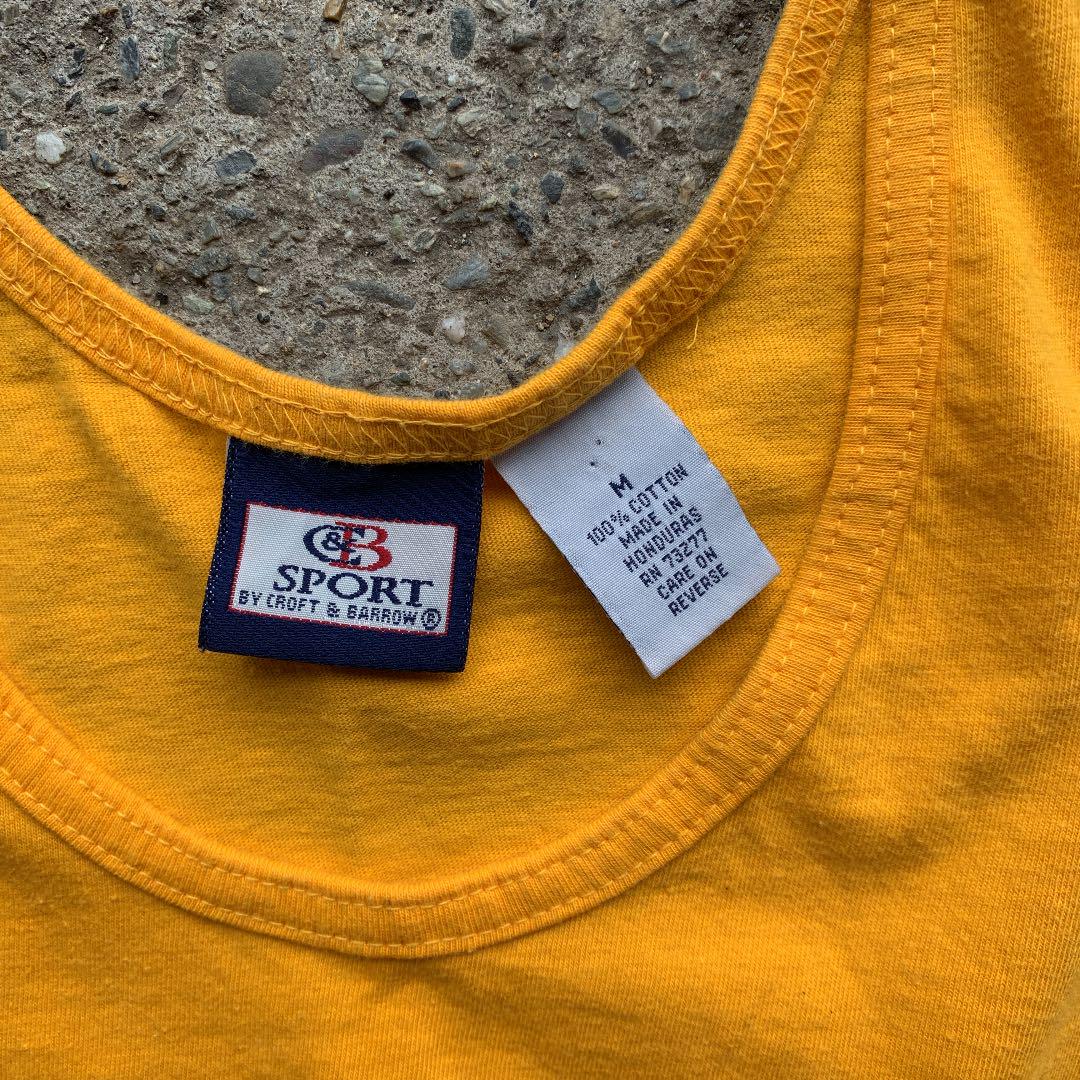 C&B
SPORT
BY CROFT & BARROW ®
M
100% COTTON
MADE IN
HONDURAS
RN 73277
CARE ON
REVERSE